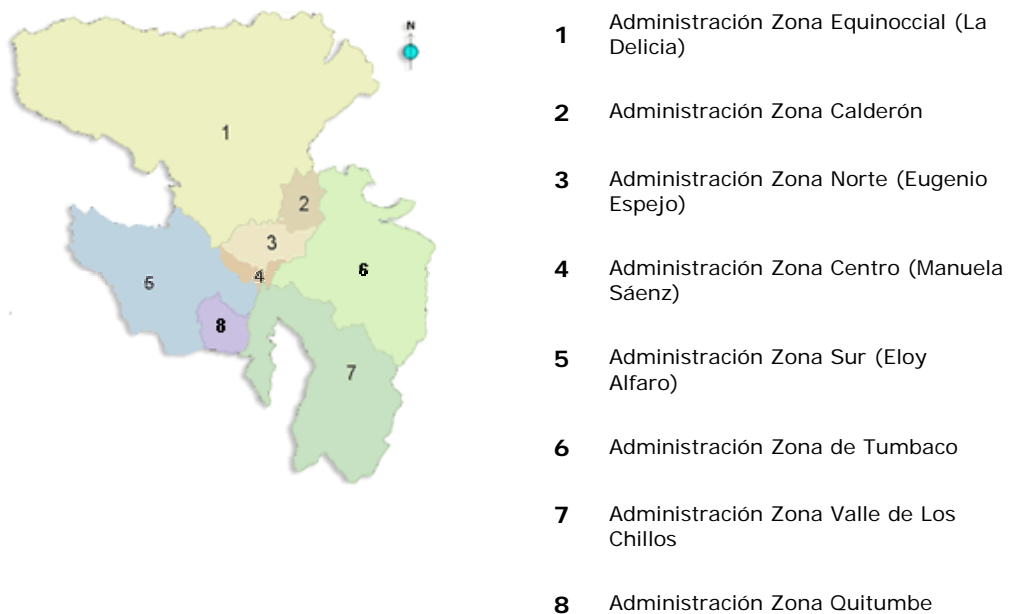 N
1
2
3
4
5
6
7
8
1 Administración Zona Equinoccial (La
Delicia)
2 Administración Zona Calderón
3 Administración Zona Norte (Eugenio
Espejo)
4 Administración Zona Centro (Manuela
Sáenz)
5 Administración Zona Sur (Eloy
Alfaro)
6 Administración Zona de Tumbaco
7 Administración Zona Valle de Los
Chillos
8 Administración Zona Quitumbe